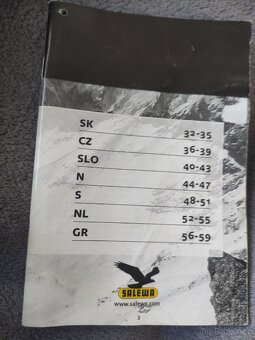 SK 32-35
CZ 36-39
SLO 40-43
N 44-47
S 48-51
NL 52-55
GR 56-59
SALEWA
www.salewa.com
3